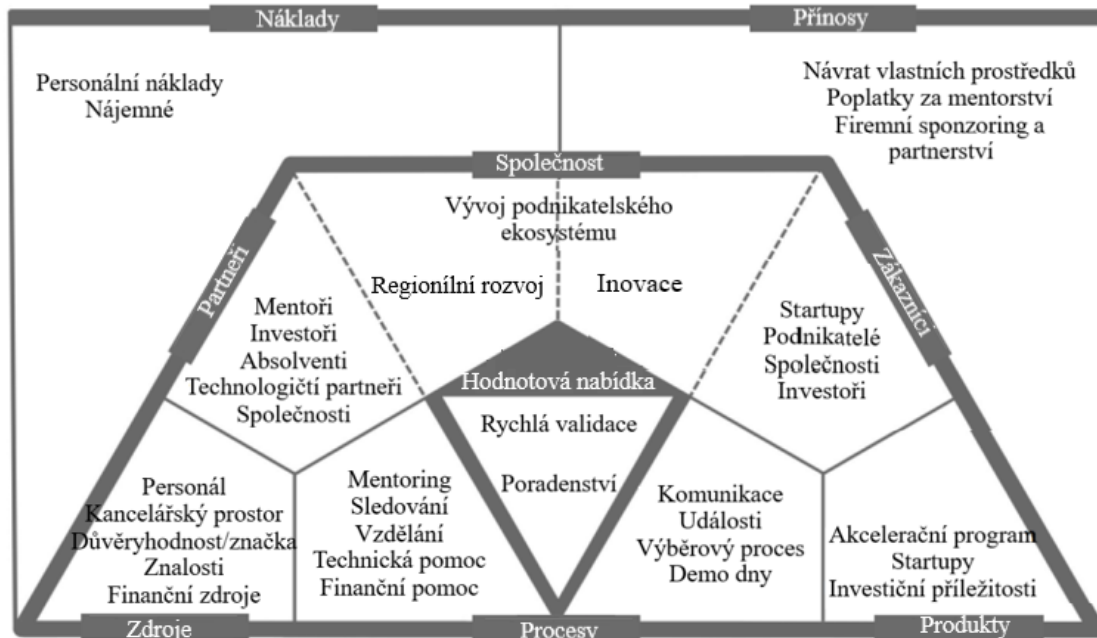 Náklady
Přínosy
Personální náklady
Nájemné
Návrat vlastních prostředků
Poplatky za mentorství
Firemní sponzoring a
partnerství
Společnost
Vývoj podnikatelského
ekosystému
Regionílní rozvoj
Inovace
Partneři
Mentoři
Investoři
Absolventi
Technologičtí partneři
Společnosti
Zákazníci
Startupy
Podnikatelé
Společnosti
Investoři
Hodnotová nabídka
Rychlá validace
Poradenství
Personál
Kancelářský prostor
Důvěryhodnost/značka
Znalosti
Finanční zdroje
Mentoring
Sledování
Vzdělání
Technická pomoc
Finanční pomoc
Komunikace
Události
Výběrový proces
Demo dny
Akcelerační program
Startupy
Investiční příležitosti
Zdroje
Procesy
Produkty